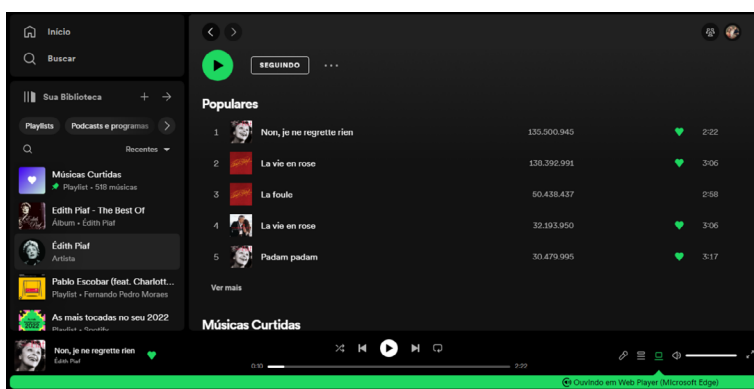 Início
Buscar
Sua Biblioteca
Playlists
Podcasts e programas
Recentes
Músicas Curtidas
Playlist • 518 músicas
Edith Piaf - The Best Of
Álbum • Édith Piaf
Édith Piaf
Artista
Pablo Escobar (feat. Charlott...
Playlist • Fernando Pedro Moraes
As mais tocadas no seu 2022
Playlist • Spotify
SEGUINDO
Populares
1 Non, je ne regrette rien 135.500.945 2:22
2 La vie en rose 138.392.991 3:06
3 La foule 50.438.437 2:58
4 La vie en rose 32.193.950 3:06
5 Padam padam 30.479.995 3:17
Ver mais
Músicas Curtidas
Non, je ne regrette rien
Édith Piaf
0:10
2:22
Ouvindo em Web Player (Microsoft Edge)